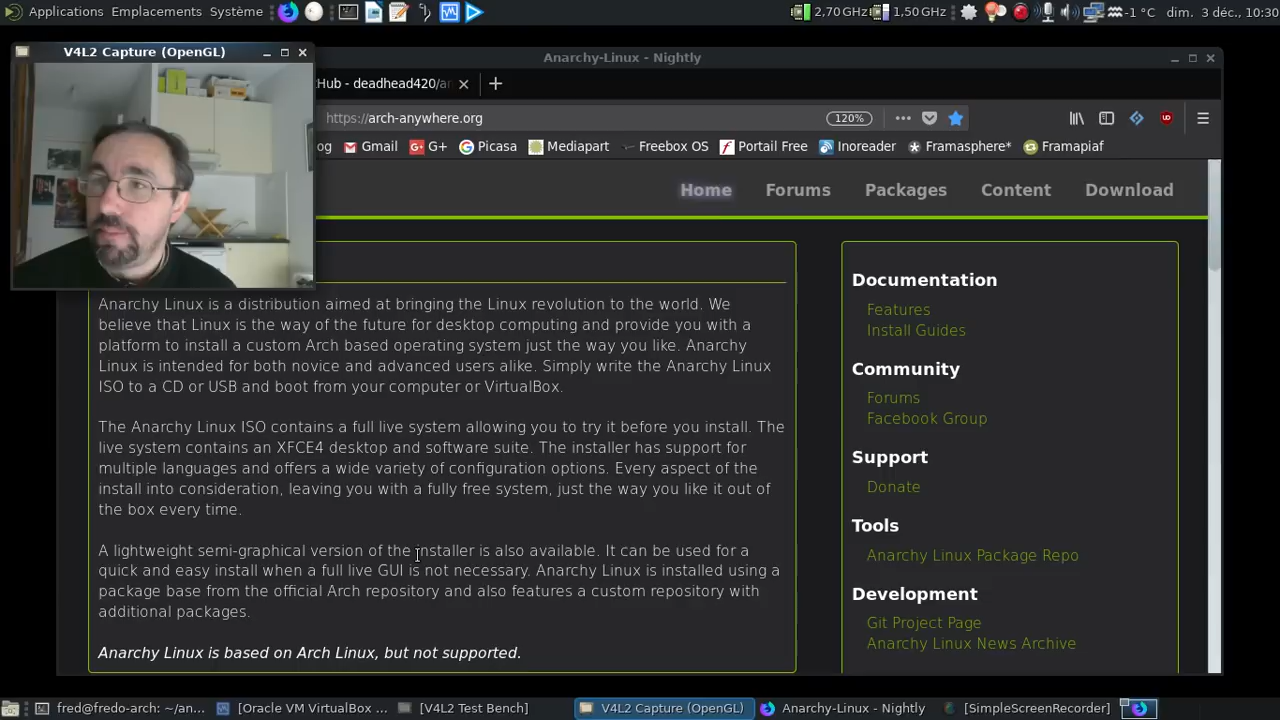 Applications Emplacements Système 2,70 GHz 1,50 GHz -1 °C dim. 3 déc., 10:30
V4L2 Capture (OpenGL)
Anarchy-Linux - Nightly
Hub - deadhead420/ar
https://arch-anywhere.org 120%
og Gmail G+ Picasa Mediapart Freebox OS Portail Free Inoreader Framasphere* Framapiaf
Home Forums Packages Content Download
Anarchy Linux is a distribution aimed at bringing the Linux revolution to the world. We
believe that Linux is the way of the future for desktop computing and provide you with a
platform to install a custom Arch based operating system just the way you like. Anarchy
Linux is intended for both novice and advanced users alike. Simply write the Anarchy Linux
ISO to a CD or USB and boot from your computer or VirtualBox.
The Anarchy Linux ISO contains a full live system allowing you to try it before you install. The
live system contains an XFCE4 desktop and software suite. The installer has support for
multiple languages and offers a wide variety of configuration options. Every aspect of the
install into consideration, leaving you with a fully free system, just the way you like it out of
the box every time.
A lightweight semi-graphical version of the installer is also available. It can be used for a
quick and easy install when a full live GUI is not necessary. Anarchy Linux is installed using a
package base from the official Arch repository and also features a custom repository with
additional packages.
Anarchy Linux is based on Arch Linux, but not supported.
Documentation
Features
Install Guides
Community
Forums
Facebook Group
Support
Donate
Tools
Anarchy Linux Package Repo
Development
Git Project Page
Anarchy Linux News Archive
fred@fredo-arch: ~/an... [Oracle VM VirtualBox ... [V4L2 Test Bench] V4L2 Capture (OpenGL) Anarchy-Linux - Nightly [SimpleScreenRecorder]